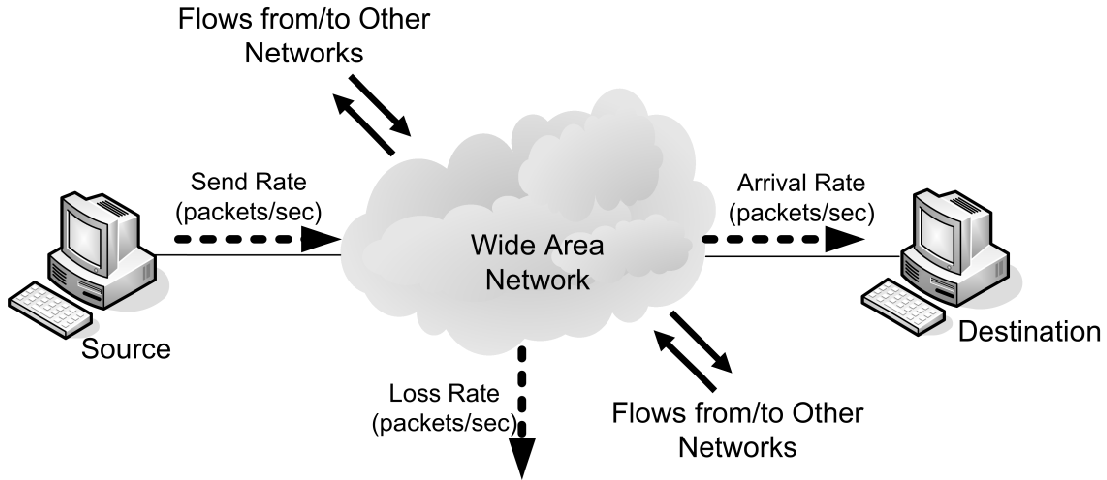 Flows from/to Other
Networks
Send Rate
(packets/sec)
Arrival Rate
(packets/sec)
Wide Area
Network
Source
Destination
Loss Rate
(packets/sec)
Flows from/to Other
Networks